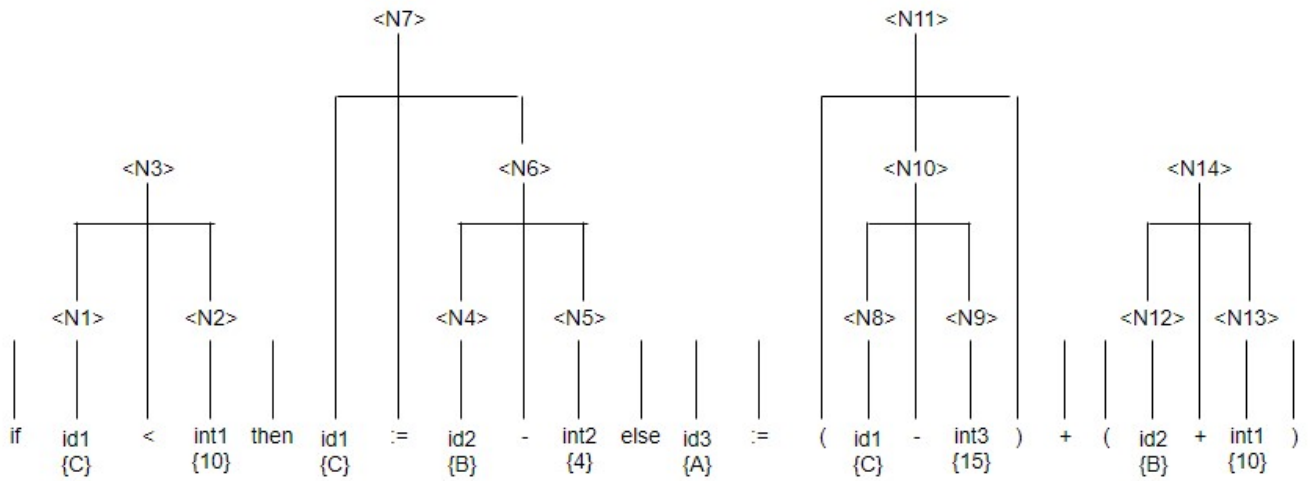 <N7> <N11>
<N3> <N6> <N10> <N14>
<N1> <N2> <N4> <N5> <N8> <N9> <N12> <N13>
if id1 < int1 then id1 := id2 - int2 else id3 := ( id1 - int3 ) + ( id2 + int1 )
{C} {10} {C} {B} {4} {A} {C} {15} {B} {10}